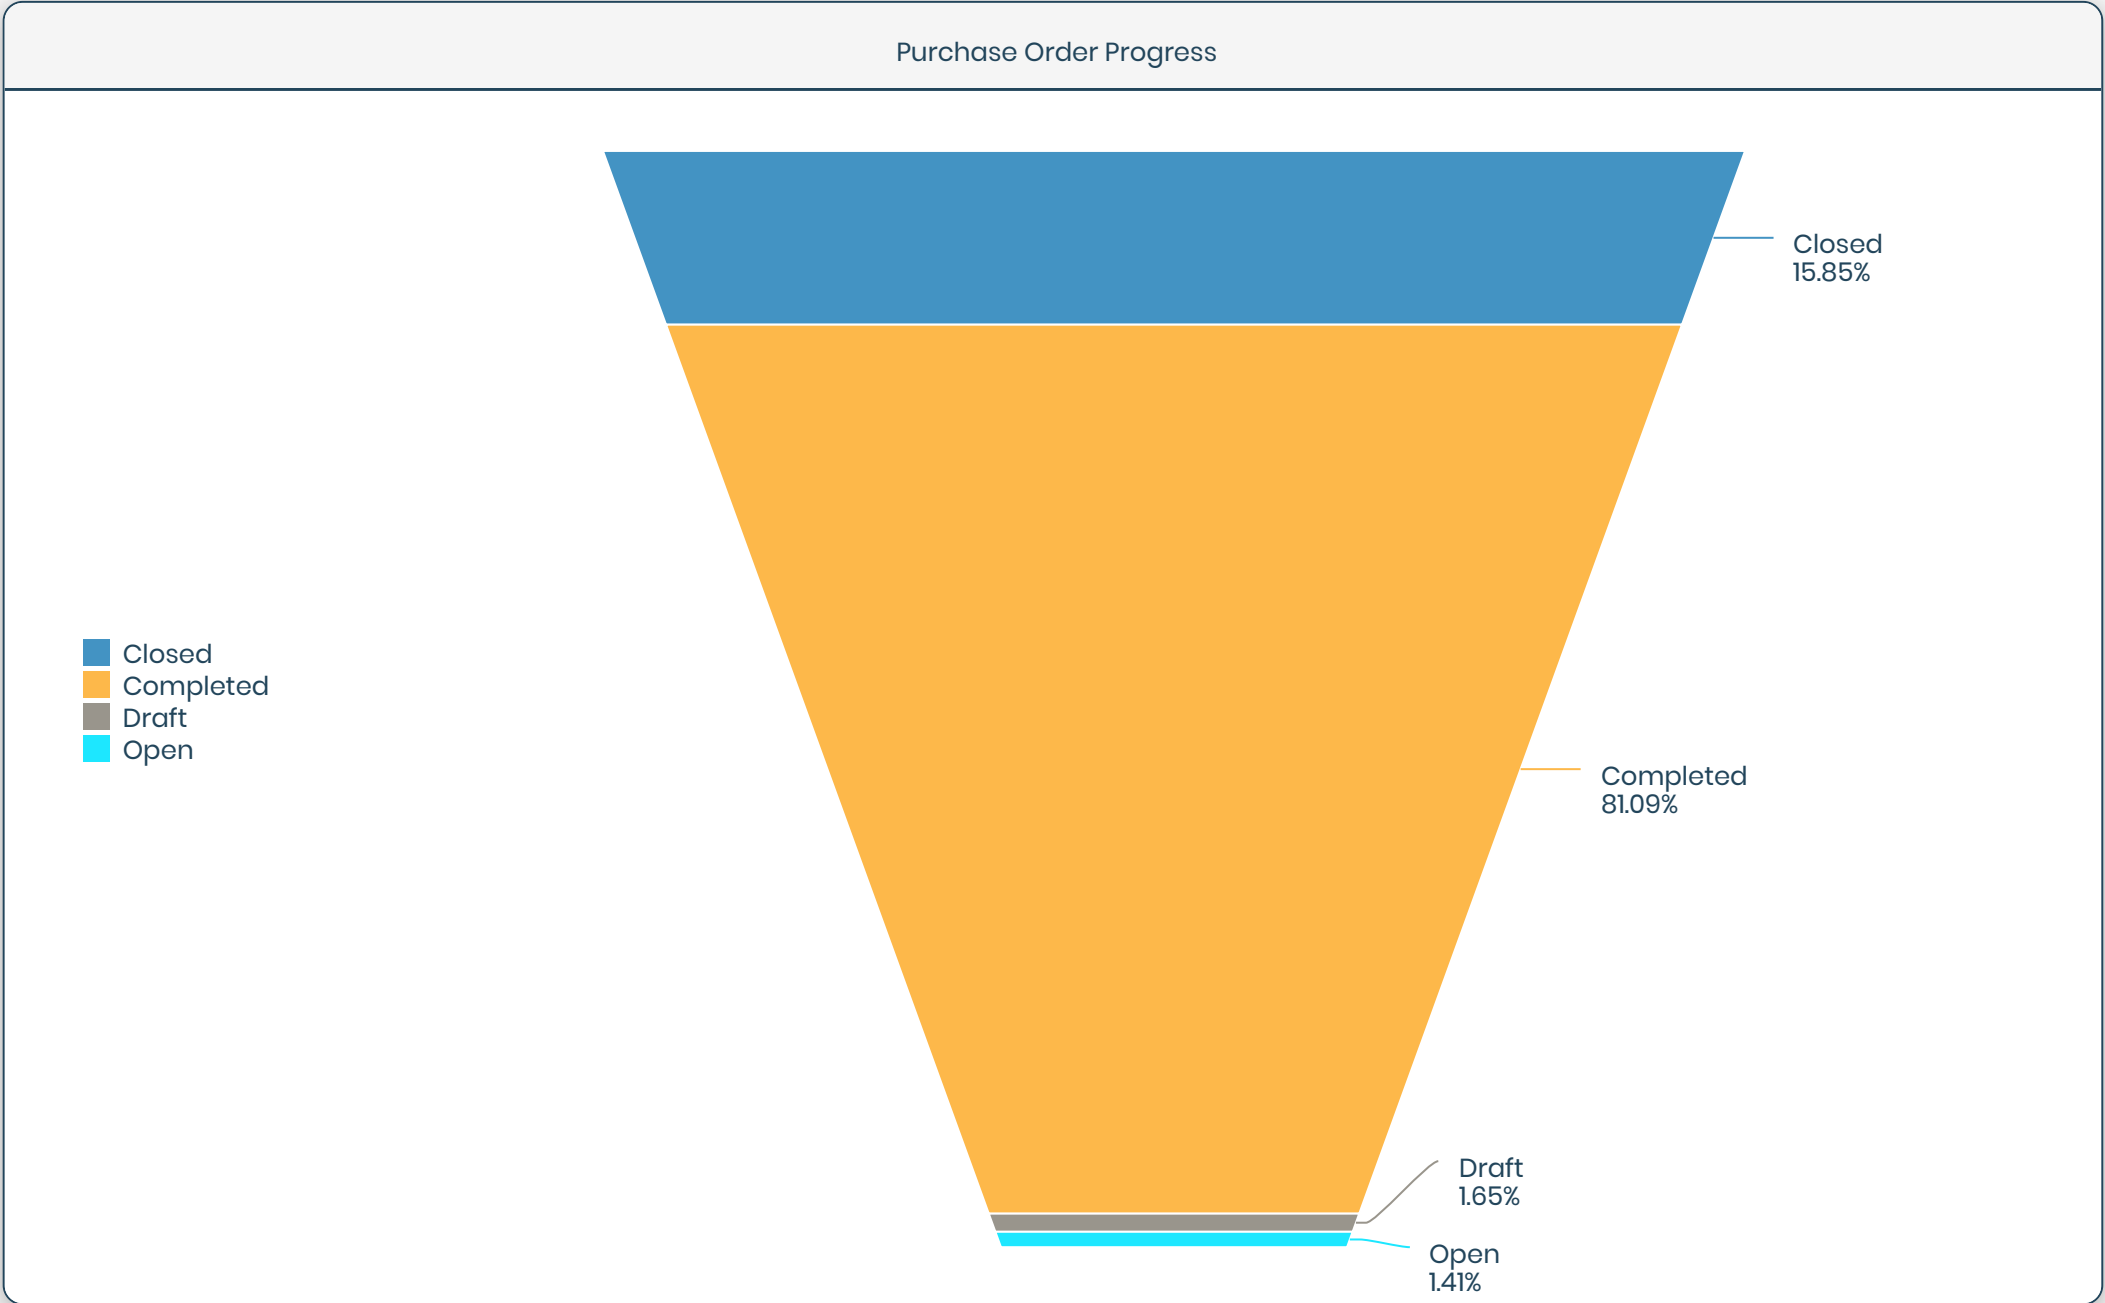 Purchase Order Progress
Closed
15.85%
Closed
Completed
Draft
Open
Completed
81.09%
Draft
1.65%
Open
1.41%